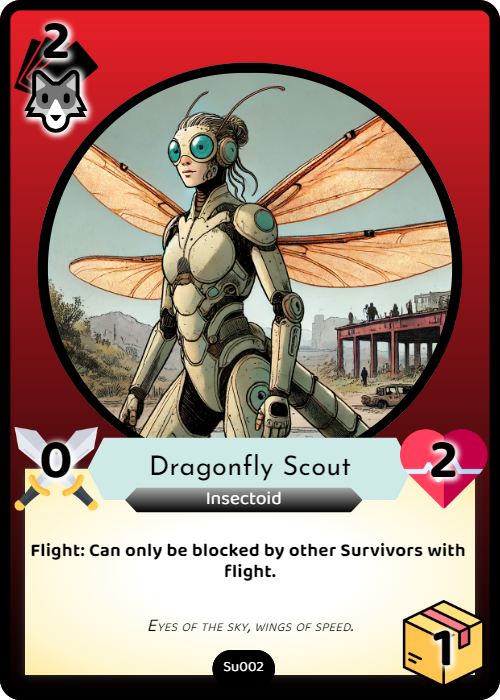 2
0
Dragonfly Scout
2
Insectoid
Flight: Can only be blocked by other Survivors with
flight.
Eyes of the sky, wings of speed.
1
Su002